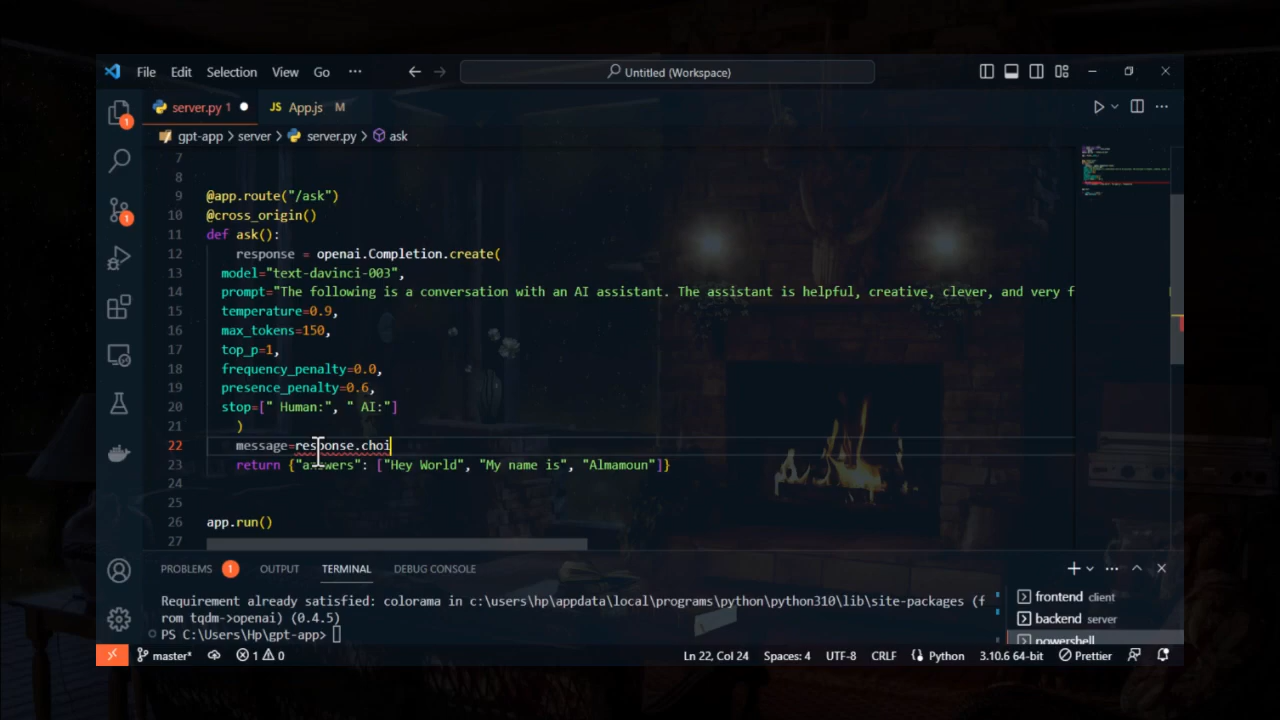 File Edit Selection View Go ··· Untitled (Workspace)
server.py 1 JS App.js M
gpt-app > server > server.py > ask
7
8
9 @app.route("/ask")
10 @cross_origin()
11 def ask():
12 response = openai.Completion.create(
13 model="text-davinci-003",
14 prompt="The following is a conversation with an AI assistant. The assistant is helpful, creative, clever, and very f
15 temperature=0.9,
16 max_tokens=150,
17 top_p=1,
18 frequency_penalty=0.0,
19 presence_penalty=0.6,
20 stop=[" Human:", " AI:"]
21 )
22 message=response.choi
23 return {"answers": ["Hey World", "My name is", "Almamoun"]}
24
25
26 app.run()
27
PROBLEMS 1 OUTPUT TERMINAL DEBUG CONSOLE
Requirement already satisfied: colorama in c:\users\hp\appdata\local\programs\python\python310\lib\site-packages (f
rom tqdm->openai) (0.4.5)
PS C:\Users\Hp\gpt-app>
frontend client
backend server
powershell
master* 1 0 Ln 22, Col 24 Spaces: 4 UTF-8 CRLF Python 3.10.6 64-bit Prettier
1
1